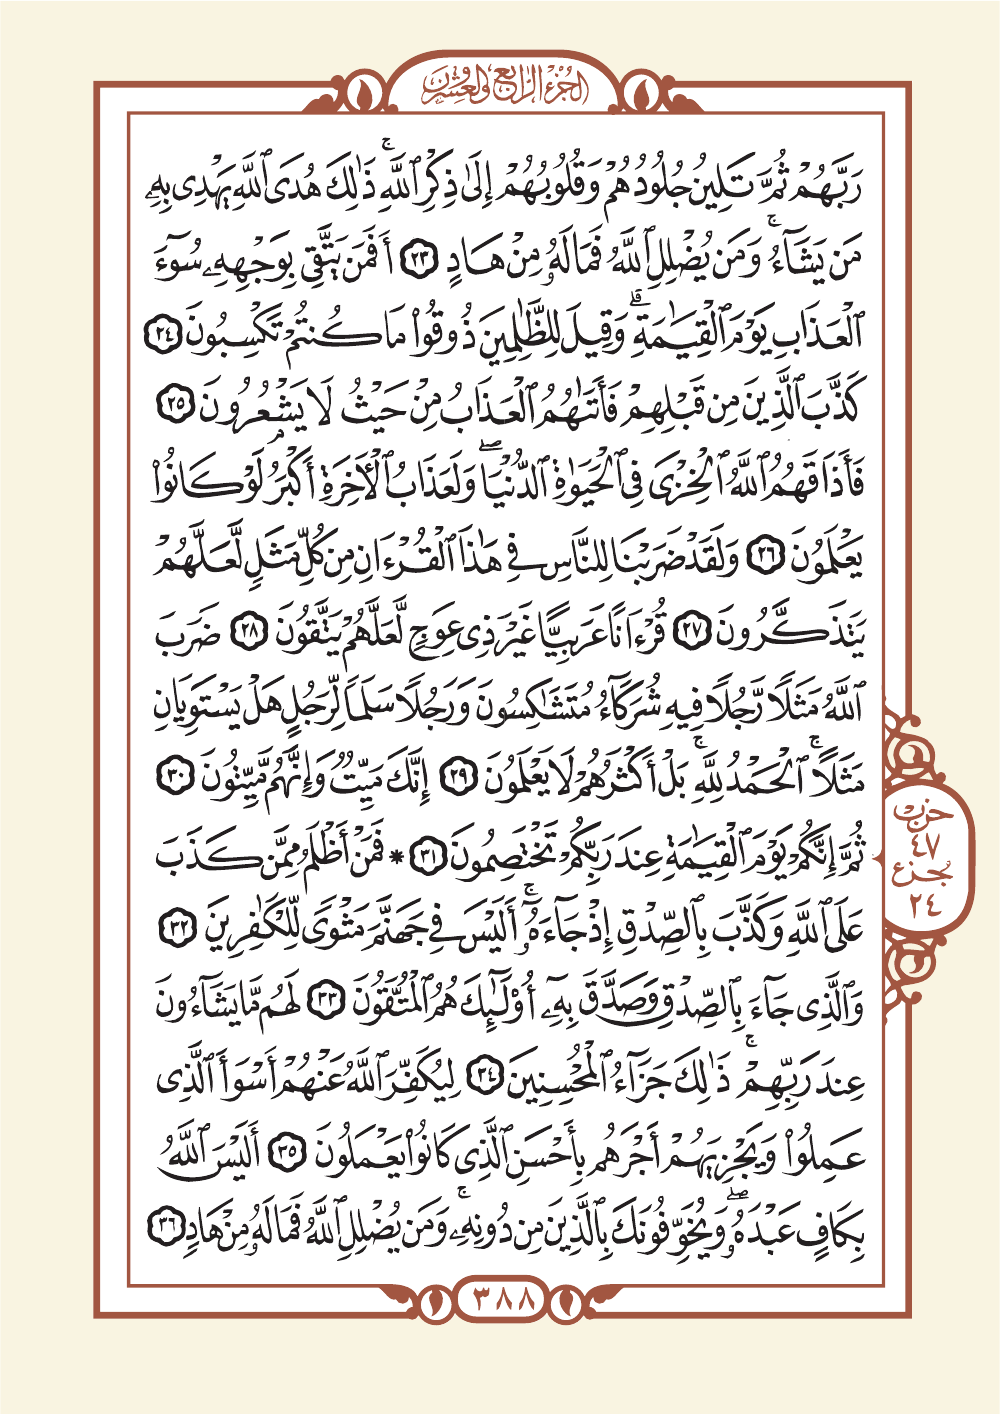 الجزء الرابع والعشرون
رَبَّهُمْ ثُمَّ تَلِينُ جُلُودُهُمْ وَقُلُوبُهُمْ إِلَىٰ ذِكْرِ ٱللَّهِ ۚ ذَٰلِكَ هُدَى ٱللَّهِ يَهْدِى بِهِۦ
مَن يَشَآءُ ۚ وَمَن يُضْلِلِ ٱللَّهُ فَمَا لَهُۥ مِنْ هَادٍ ٢٣ أَفَمَن يَتَّقِى بِوَجْهِهِۦ سُوٓءَ
ٱلْعَذَابِ يَوْمَ ٱلْقِيَٰمَةِ ۗ وَقِيلَ لِلظَّٰلِمِينَ ذُوقُوا۟ مَا كُنتُمْ تَكْسِبُونَ ٢٤
كَذَّبَ ٱلَّذِينَ مِن قَبْلِهِمْ فَأَتَىٰهُمُ ٱلْعَذَابُ مِنْ حَيْثُ لَا يَشْعُرُونَ ٢٥
فَأَذَاقَهُمُ ٱللَّهُ ٱلْخِزْىَ فِى ٱلْحَيَوٰةِ ٱلدُّنْيَا ۖ وَلَعَذَابُ ٱلْءَاخِرَةِ أَكْبَرُ ۚ لَوْ كَانُوا۟
يَعْلَمُونَ ٢٦ وَلَقَدْ ضَرَبْنَا لِلنَّاسِ فِى هَٰذَا ٱلْقُرْءَانِ مِن كُلِّ مَثَلٍ لَّعَلَّهُمْ
يَتَذَكَّرُونَ ٢٧ قُرْءَانًا عَرَبِيًّا غَيْرَ ذِى عِوَجٍ لَّعَلَّهُمْ يَتَّقُونَ ٢٨ ضَرَبَ
ٱللَّهُ مَثَلًا رَّجُلًا فِيهِ شُرَكَآءُ مُتَشَٰكِسُونَ وَرَجُلًا سَلَمًا لِّرَجُلٍ هَلْ يَسْتَوِيَانِ
مَثَلًا ۚ ٱلْحَمْدُ لِلَّهِ ۚ بَلْ أَكْثَرُهُمْ لَا يَعْلَمُونَ ٢٩ إِنَّكَ مَيِّتٌ وَإِنَّهُم مَّيِّتُونَ ٣٠
ثُمَّ إِنَّكُمْ يَوْمَ ٱلْقِيَٰمَةِ عِندَ رَبِّكُمْ تَخْتَصِمُونَ ٣١ * فَمَنْ أَظْلَمُ مِمَّن كَذَبَ
عَلَى ٱللَّهِ وَكَذَّبَ بِٱلصِّدْقِ إِذْ جَآءَهُۥٓ ۚ أَلَيْسَ فِى جَهَنَّمَ مَثْوًى لِّلْكَٰفِرِينَ ٣٢
وَٱلَّذِى جَآءَ بِٱلصِّدْقِ وَصَدَّقَ بِهِۦٓ أُو۟لَٰٓئِكَ هُمُ ٱلْمُتَّقُونَ ٣٣ لَهُم مَّا يَشَآءُونَ
عِندَ رَبِّهِمْ ۚ ذَٰلِكَ جَزَآءُ ٱلْمُحْسِنِينَ ٣٤ لِيُكَفِّرَ ٱللَّهُ عَنْهُمْ أَسْوَأَ ٱلَّذِى
عَمِلُوا۟ وَيَجْزِيَهُمْ أَجْرَهُم بِأَحْسَنِ ٱلَّذِى كَانُوا۟ يَعْمَلُونَ ٣٥ أَلَيْسَ ٱللَّهُ
بِكَافٍ عَبْدَهُۥ ۖ وَيُخَوِّفُونَكَ بِٱلَّذِينَ مِن دُونِهِۦ ۚ وَمَن يُضْلِلِ ٱللَّهُ فَمَا لَهُۥ مِنْ هَادٍ ٣٦
حزب
٤٧
جزء
٢٤
٣٨٨